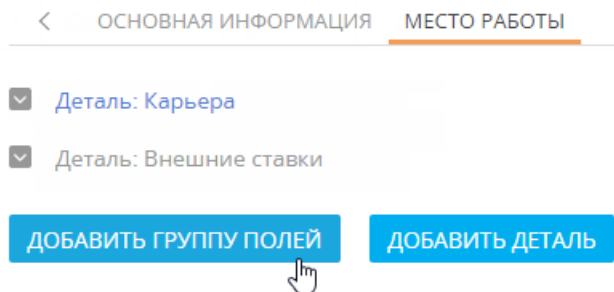 ОСНОВНАЯ ИНФОРМАЦИЯ МЕСТО РАБОТЫ
Деталь: Карьера
Деталь: Внешние ставки
ДОБАВИТЬ ГРУППУ ПОЛЕЙ ДОБАВИТЬ ДЕТАЛЬ